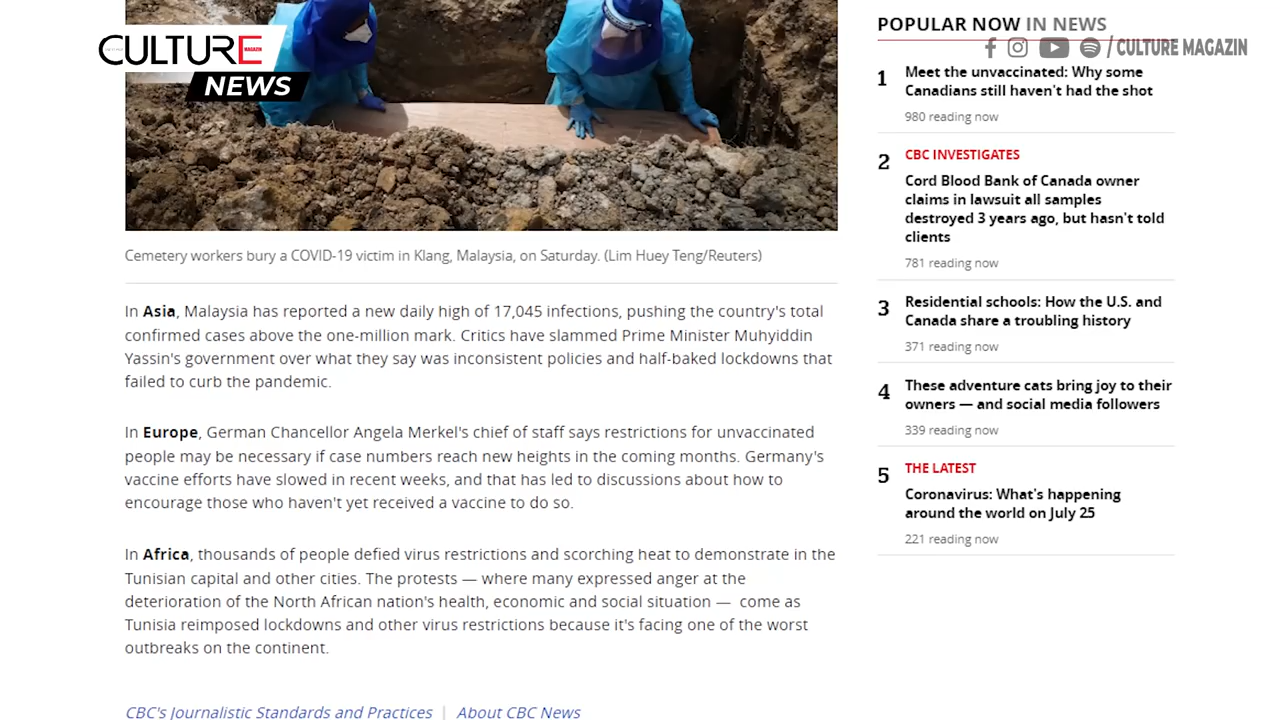 CULTURE
MAGAZIN
NEWS
POPULAR NOW IN NEWS
/ CULTURE MAGAZIN
1
Meet the unvaccinated: Why some
Canadians still haven't had the shot
980 reading now
2
CBC INVESTIGATES
Cord Blood Bank of Canada owner
claims in lawsuit all samples
destroyed 3 years ago, but hasn't told
clients
781 reading now
3
Residential schools: How the U.S. and
Canada share a troubling history
371 reading now
4
These adventure cats bring joy to their
owners — and social media followers
339 reading now
5
THE LATEST
Coronavirus: What's happening
around the world on July 25
221 reading now
Cemetery workers bury a COVID-19 victim in Klang, Malaysia, on Saturday. (Lim Huey Teng/Reuters)
In Asia, Malaysia has reported a new daily high of 17,045 infections, pushing the country's total
confirmed cases above the one-million mark. Critics have slammed Prime Minister Muhyiddin
Yassin's government over what they say was inconsistent policies and half-baked lockdowns that
failed to curb the pandemic.
In Europe, German Chancellor Angela Merkel's chief of staff says restrictions for unvaccinated
people may be necessary if case numbers reach new heights in the coming months. Germany's
vaccine efforts have slowed in recent weeks, and that has led to discussions about how to
encourage those who haven't yet received a vaccine to do so.
In Africa, thousands of people defied virus restrictions and scorching heat to demonstrate in the
Tunisian capital and other cities. The protests — where many expressed anger at the
deterioration of the North African nation's health, economic and social situation — come as
Tunisia reimposed lockdowns and other virus restrictions because it's facing one of the worst
outbreaks on the continent.
CBC's Journalistic Standards and Practices | About CBC News